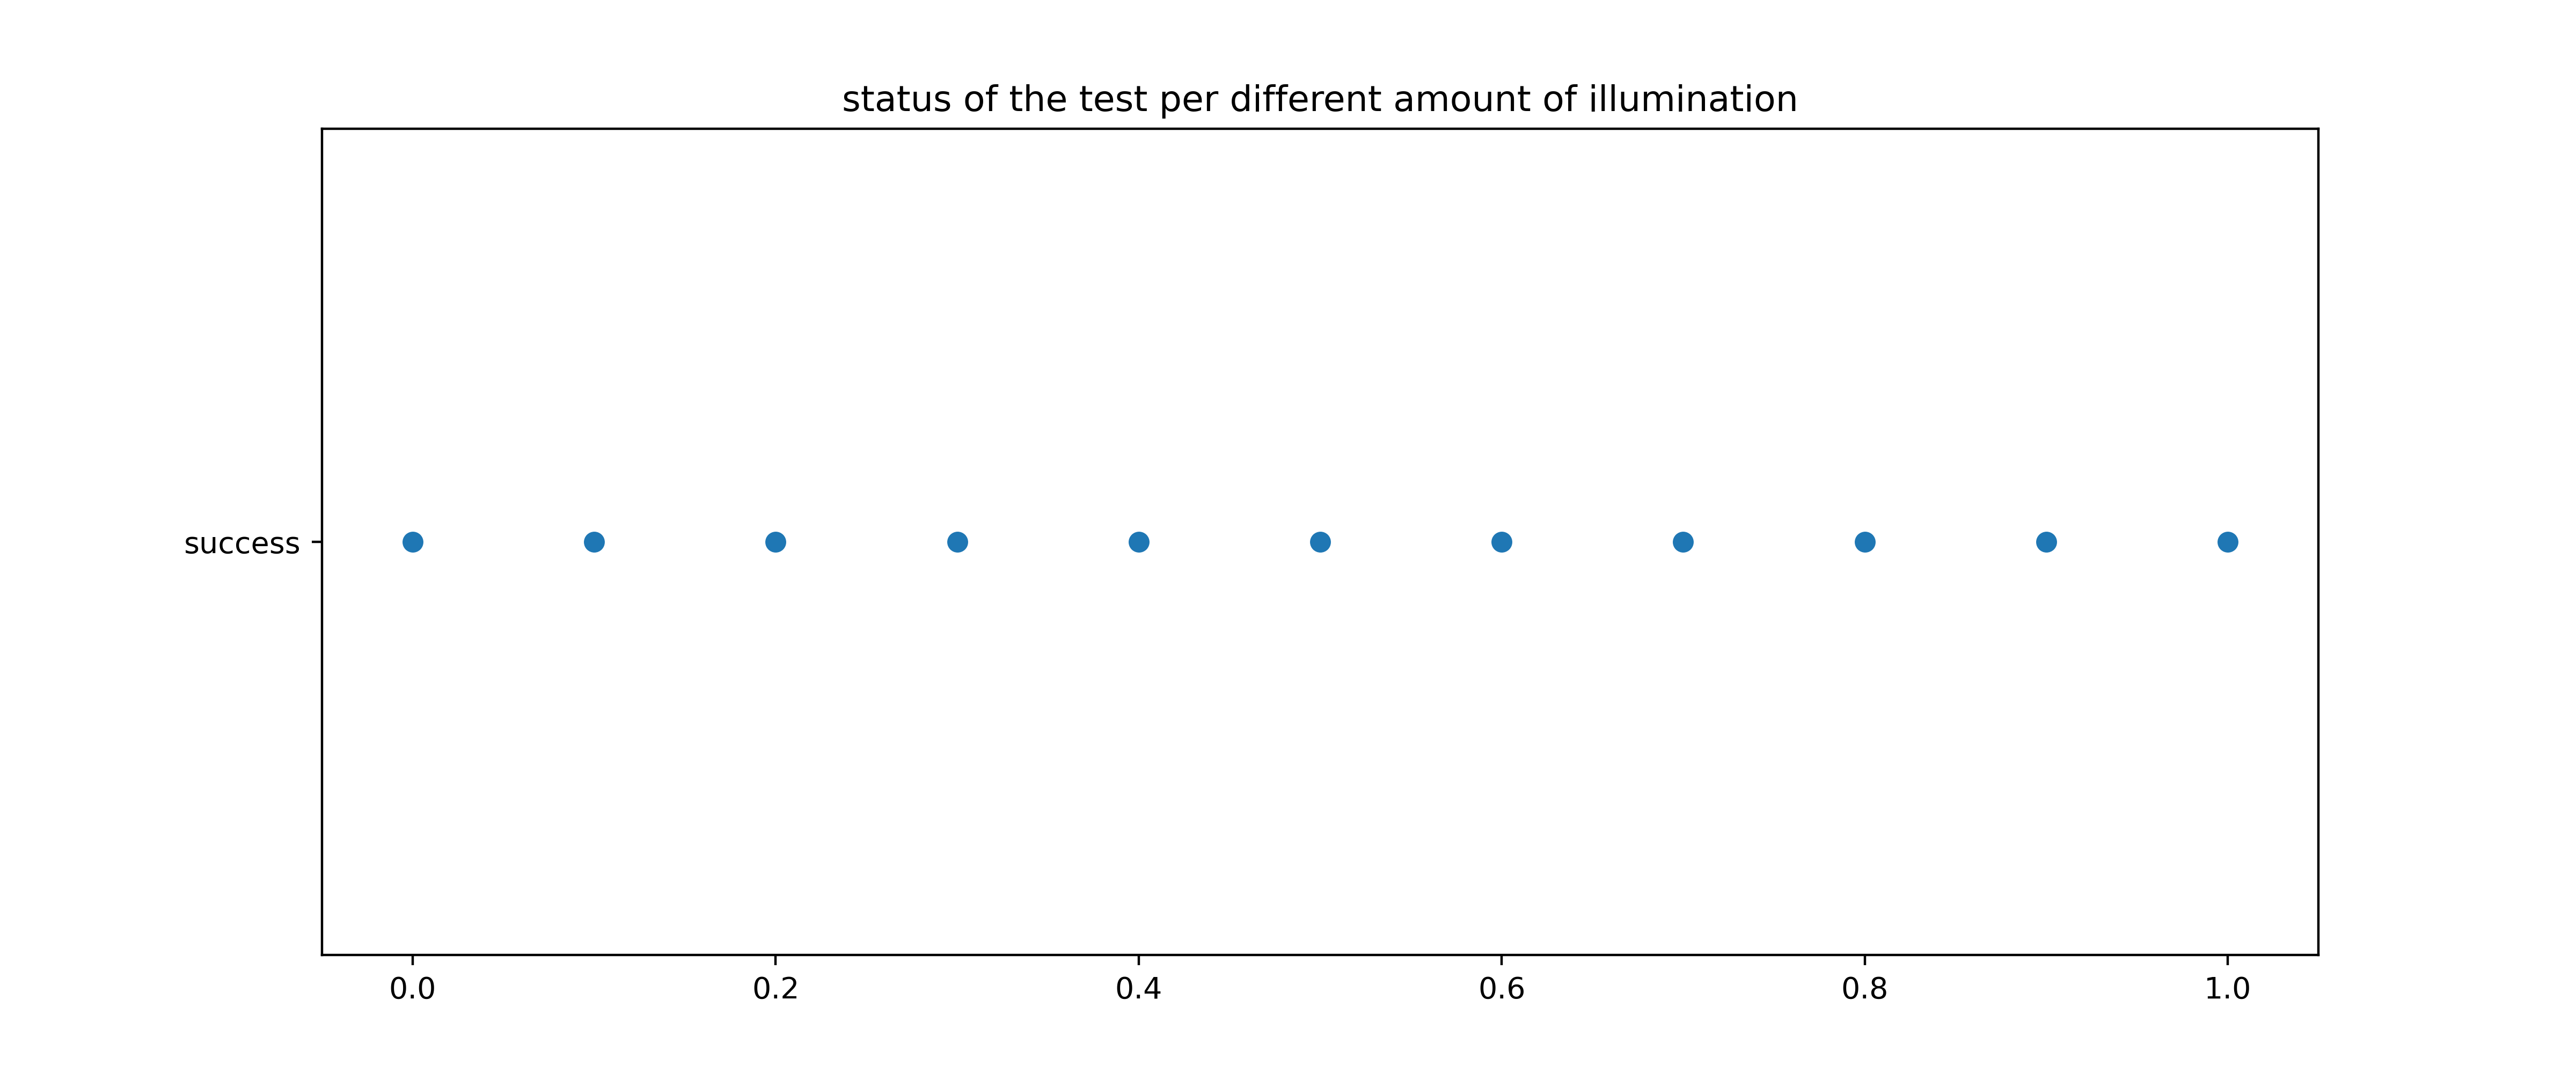 status of the test per different amount of illumination
success
0.0 0.2 0.4 0.6 0.8 1.0